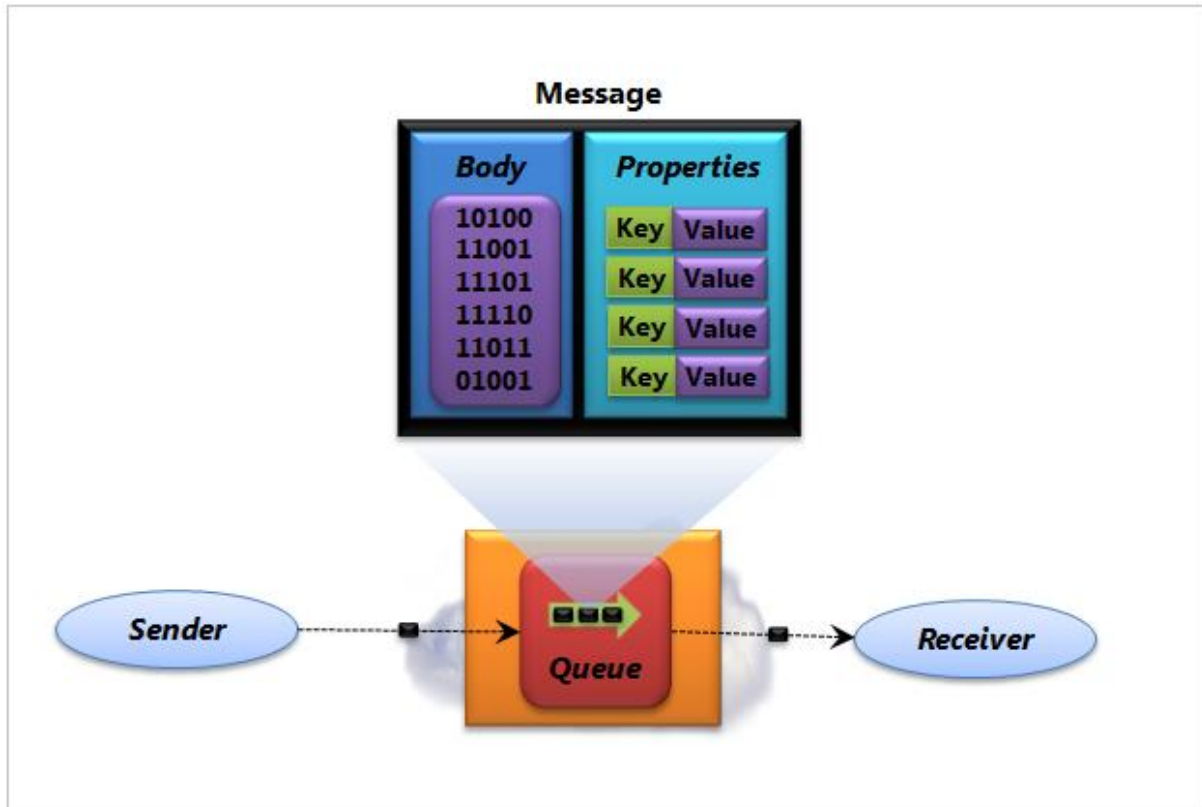 Message
Body
10100
11001
11101
11110
11011
01001
Properties
Key Value
Key Value
Key Value
Key Value
Sender
Queue
Receiver